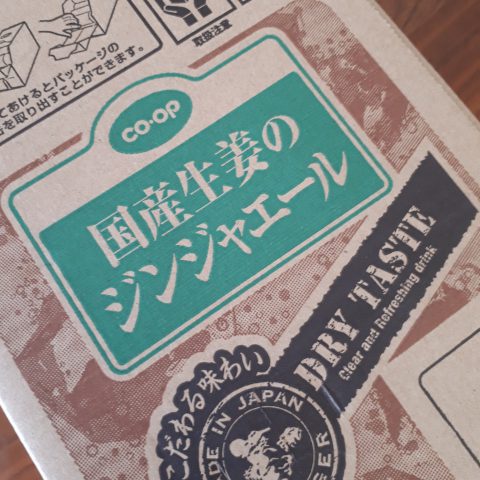 てあけるとパッケージの
を取り出すことができます。
取扱注意
CO·OP
国産生姜の
ジンジャエール
DRY TASTE
Clear and Refreshing drink
こだわる味わい
MADE IN JAPAN